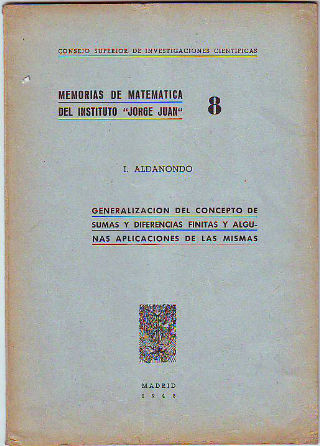 CONSEJO SUPERIOR DE INVESTIGACIONES CIENTIFICAS
MEMORIAS DE MATEMATICA
DEL INSTITUTO "JORGE JUAN"
8
I. ALDANONDO
GENERALIZACION DEL CONCEPTO DE
SUMAS Y DIFERENCIAS FINITAS Y ALGU-
NAS APLICACIONES DE LAS MISMAS
MADRID